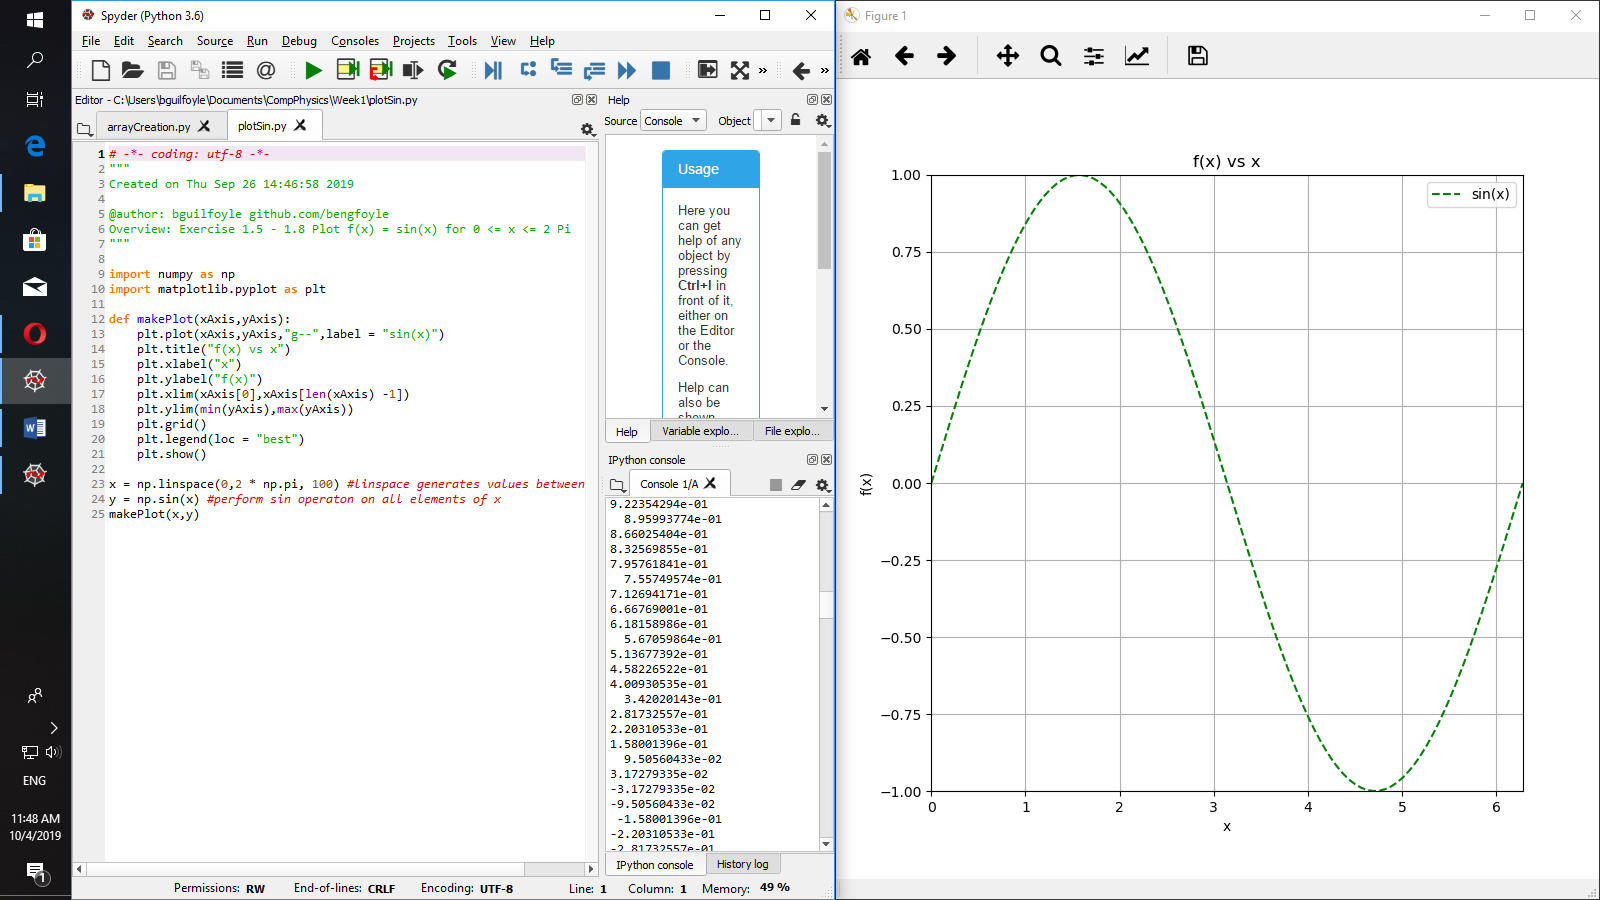 Spyder (Python 3.6)
File Edit Search Source Run Debug Consoles Projects Tools View Help
Editor - C:\Users\bguilfoyle\Documents\CompPhysics\Week1\plotSin.py
arrayCreation.py
plotSin.py
1 # -*- coding: utf-8 -*-
2 """
3 Created on Thu Sep 26 14:46:58 2019
4
5 @author: bguilfoyle github.com/bengfoyle
6 Overview: Exercise 1.5 - 1.8 Plot f(x) = sin(x) for 0 <= x <= 2 Pi
7 """
8
9 import numpy as np
10 import matplotlib.pyplot as plt
11
12 def makePlot(xAxis,yAxis):
13     plt.plot(xAxis,yAxis,"g--",label = "sin(x)")
14     plt.title("f(x) vs x")
15     plt.xlabel("x")
16     plt.ylabel("f(x)")
17     plt.xlim(xAxis[0],xAxis[len(xAxis) -1])
18     plt.ylim(min(yAxis),max(yAxis))
19     plt.grid()
20     plt.legend(loc = "best")
21     plt.show()
22
23 x = np.linspace(0,2 * np.pi, 100) #linspace generates values between
24 y = np.sin(x) #perform sin operaton on all elements of x
25 makePlot(x,y)
Help
Source Console Object
Usage
Here you
can get
help of any
object by
pressing
Ctrl+I in
front of it,
either on
the Editor
or the
Console.
Help can
also be
shown
Help Variable explo... File explo...
IPython console
Console 1/A
9.22354294e-01
8.95993774e-01
8.66025404e-01
8.32569855e-01
7.95761841e-01
7.55749574e-01
7.12694171e-01
6.66769001e-01
6.18158986e-01
5.67059864e-01
5.13677392e-01
4.58226522e-01
4.00930535e-01
3.42020143e-01
2.81732557e-01
2.20310533e-01
1.58001396e-01
9.50560433e-02
3.17279335e-02
-3.17279335e-02
-9.50560433e-02
-1.58001396e-01
-2.20310533e-01
-2.81732557e-01
IPython console History log
Permissions: RW End-of-lines: CRLF Encoding: UTF-8 Line: 1 Column: 1 Memory: 49 %
Figure 1
f(x) vs x
sin(x)
1.00
0.75
0.50
0.25
0.00
−0.25
−0.50
−0.75
−1.00
f(x)
0 1 2 3 4 5 6
x
ENG
11:48 AM
10/4/2019
1